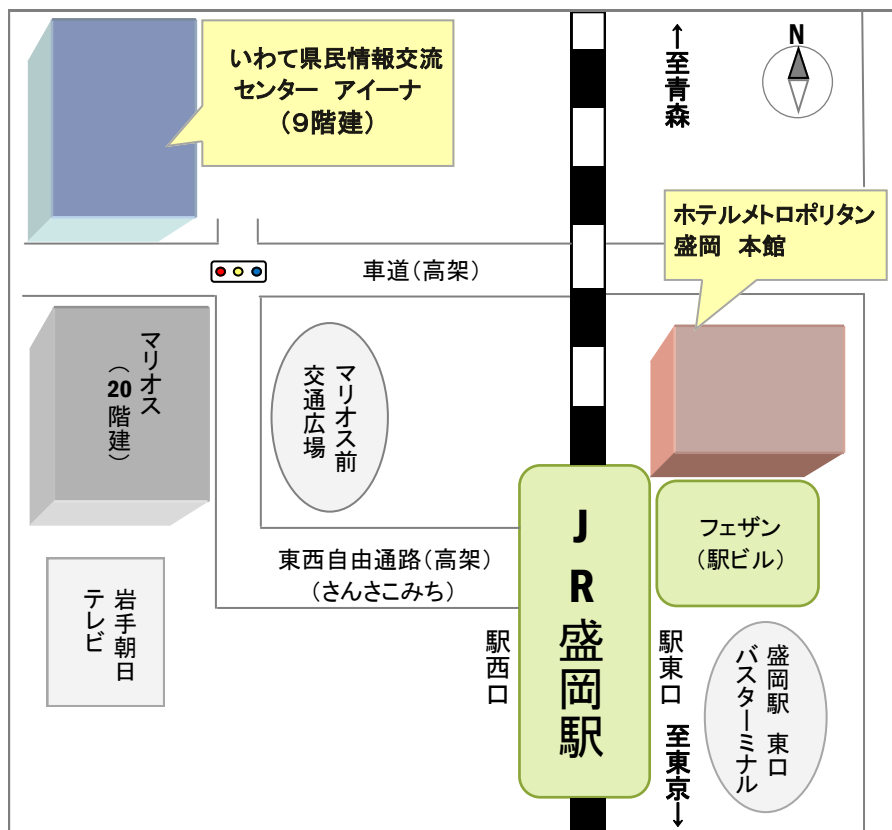 いわて県民情報交流
センター　アイーナ
（９階建）
↑至青森
N
ホテルメトロポリタン
盛岡　本館
車道（高架）
マリオス
（20階建）
マリオス前
交通広場
JR盛岡駅
フェザン
（駅ビル）
東西自由通路（高架）
（さんさこみち）
岩手朝日
テレビ
駅西口
駅東口
至東京↓
盛岡駅　東口
バスターミナル